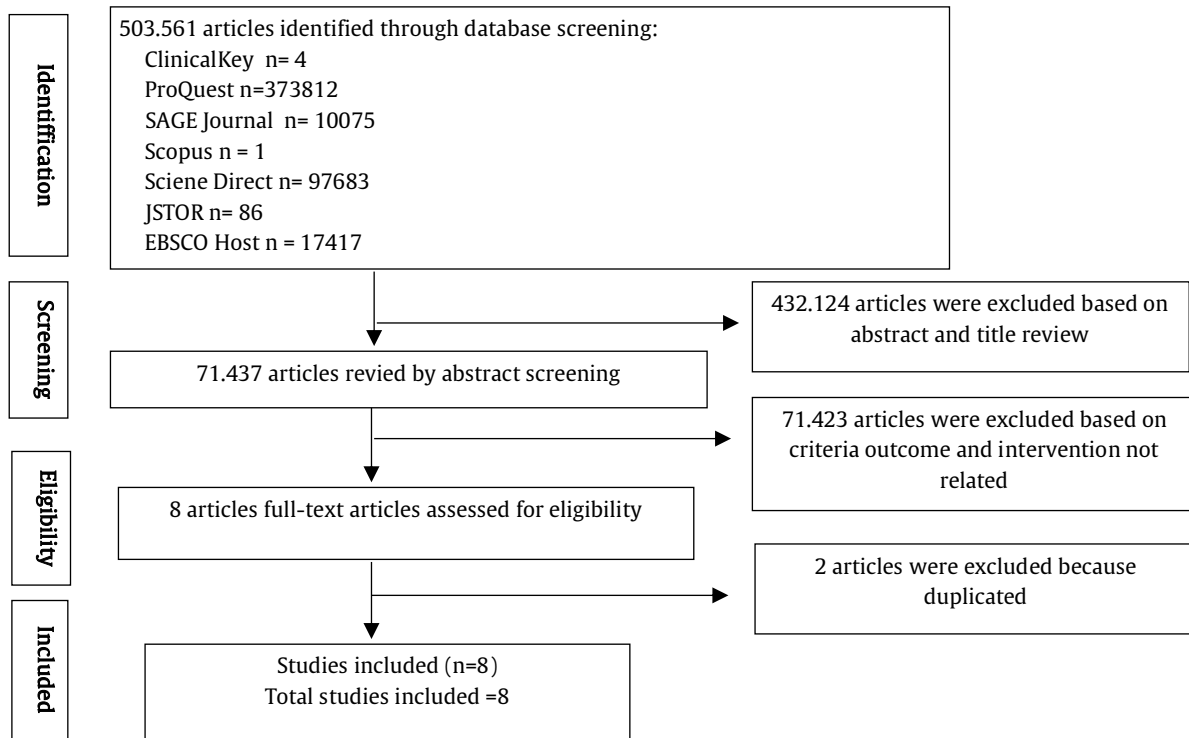 Identiffication
503.561 articles identified through database screening:
ClinicalKey n= 4
ProQuest n=373812
SAGE Journal n= 10075
Scopus n = 1
Sciene Direct n= 97683
JSTOR n= 86
EBSCO Host n = 17417
Screening
432.124 articles were excluded based on
abstract and title review
71.437 articles revied by abstract screening
71.423 articles were excluded based on
criteria outcome and intervention not
related
Eligibility
8 articles full-text articles assessed for eligibility
2 articles were excluded because
duplicated
Included
Studies included (n=8)
Total studies included =8